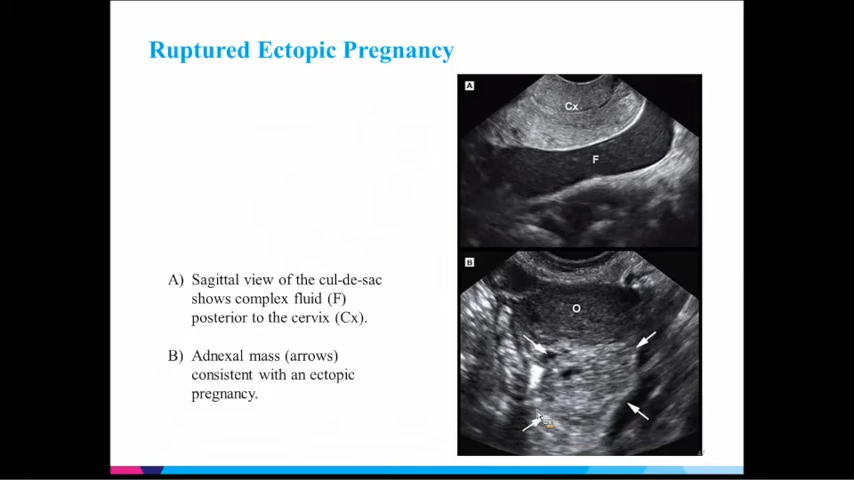 Ruptured Ectopic Pregnancy
A
Cx
F
A) Sagittal view of the cul-de-sac
shows complex fluid (F)
posterior to the cervix (Cx).
B) Adnexal mass (arrows)
consistent with an ectopic
pregnancy.
B
O